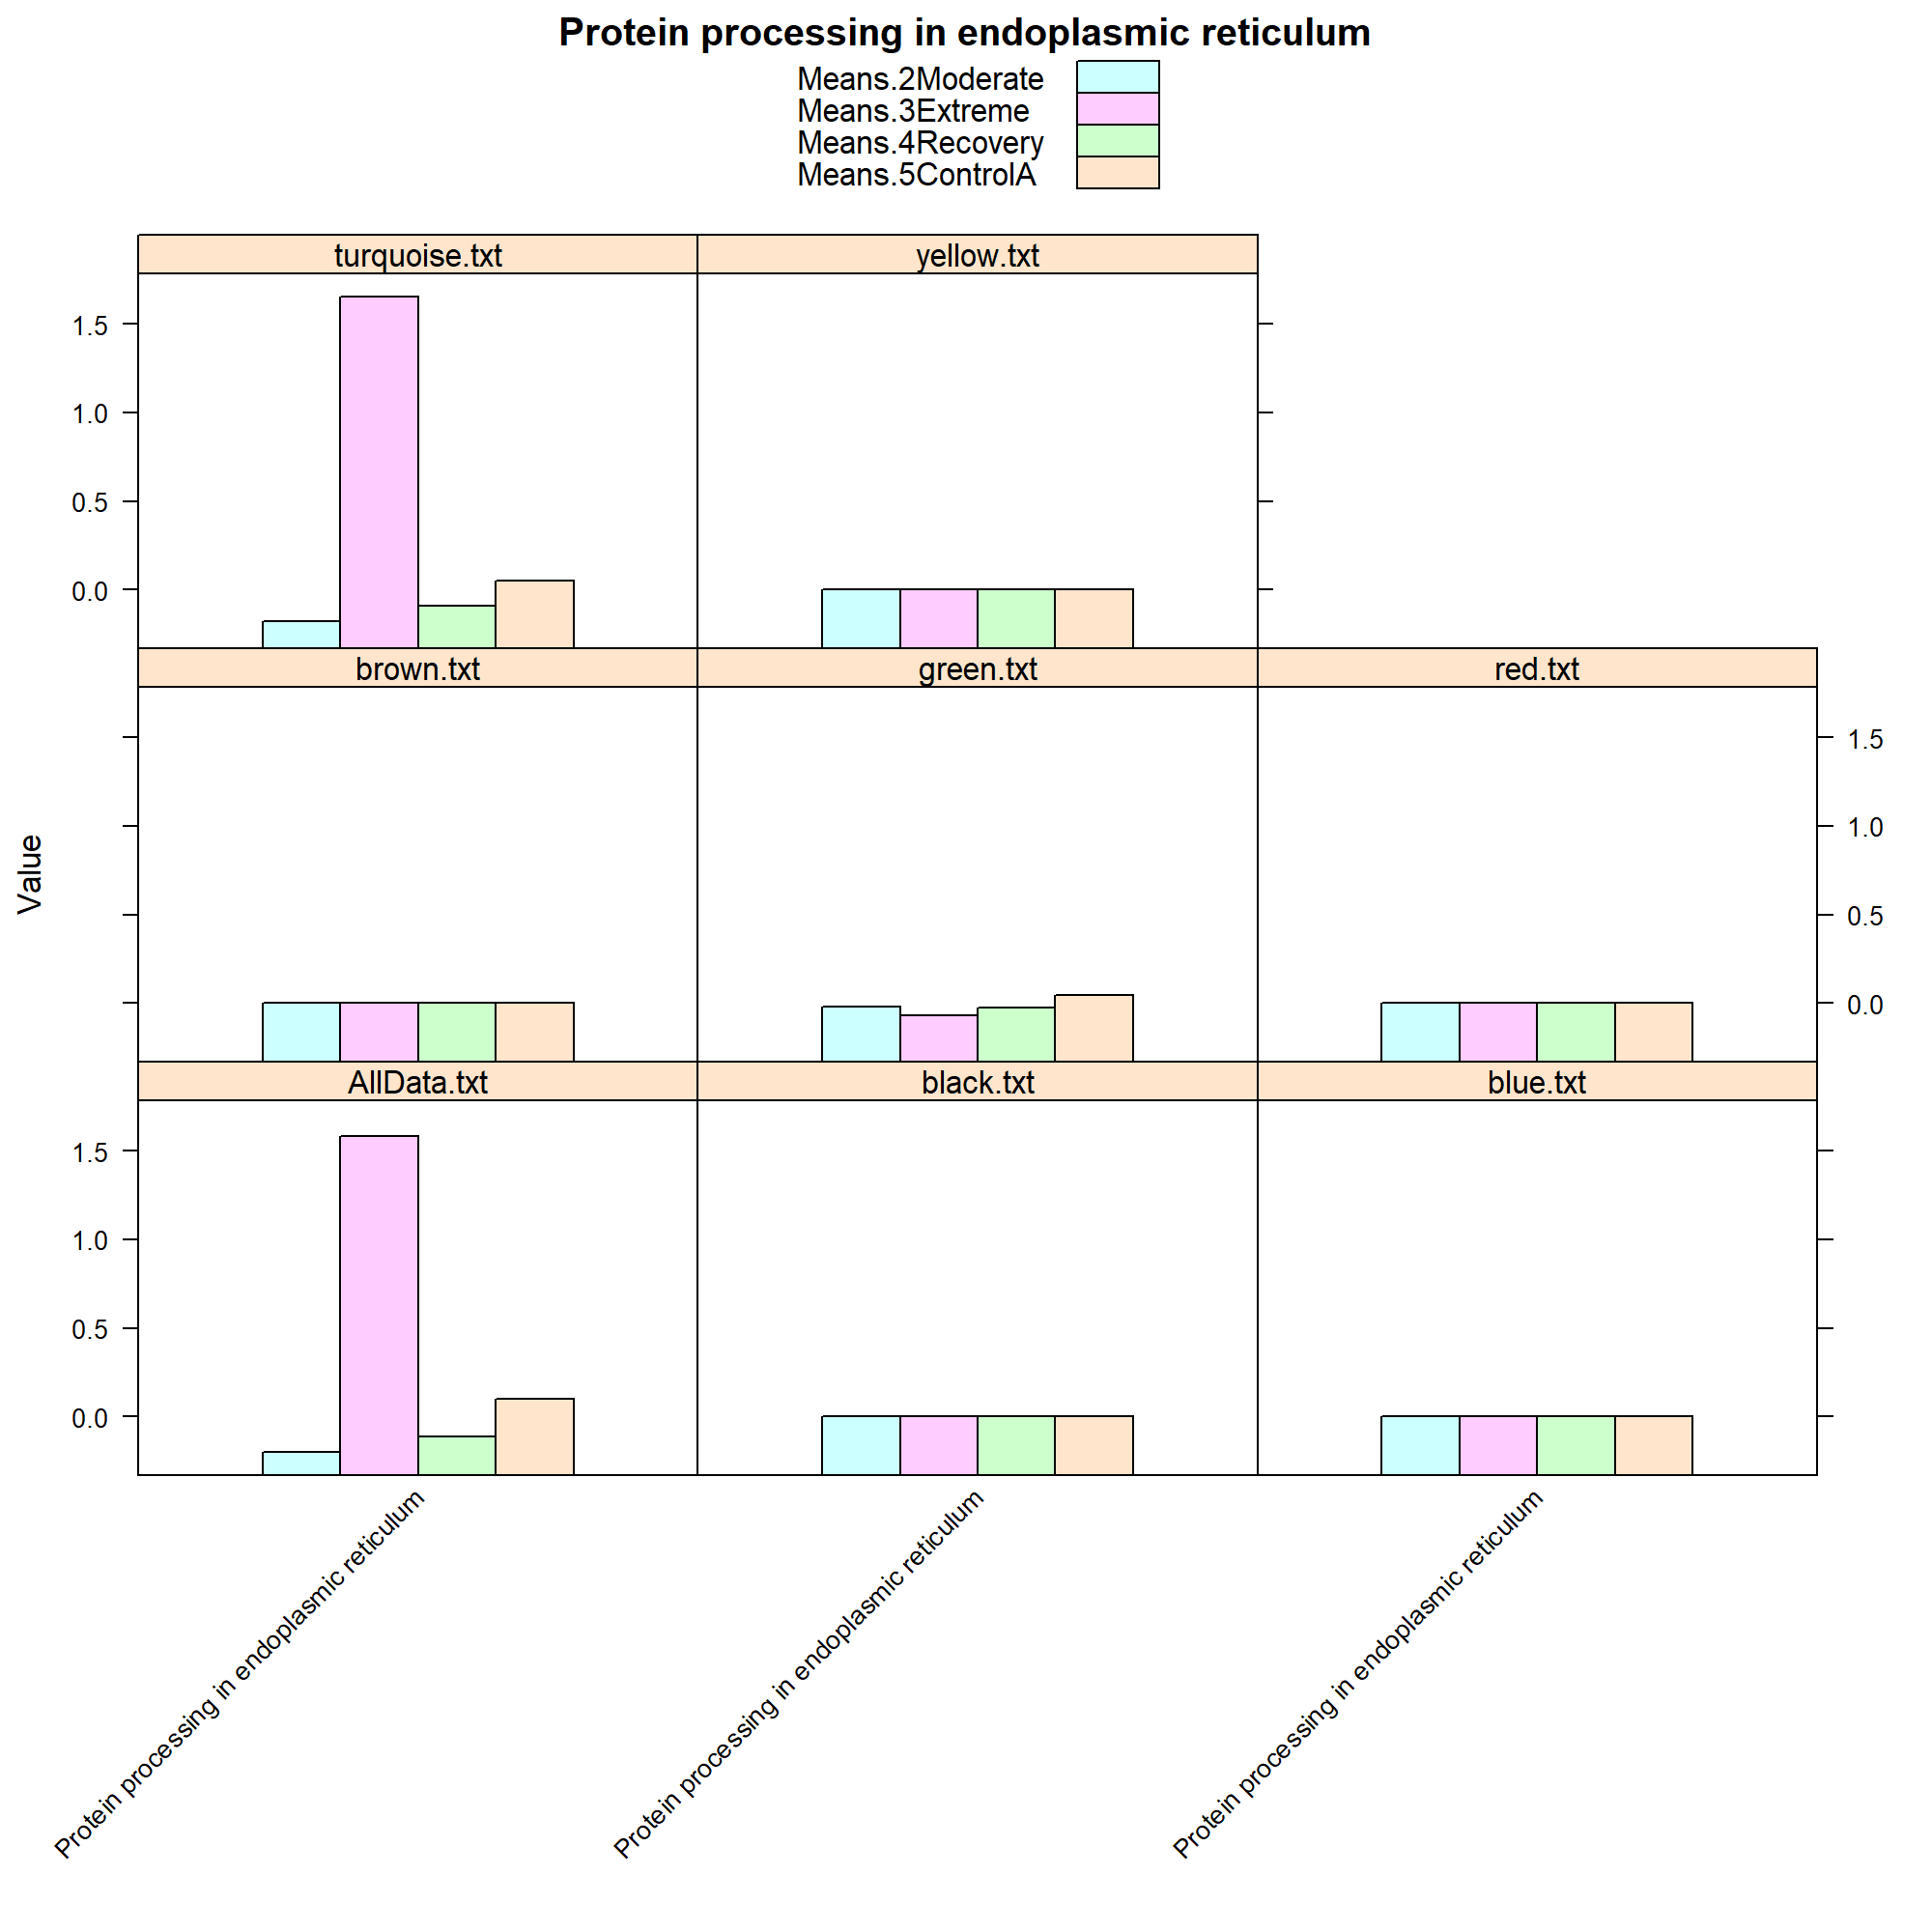 Protein processing in endoplasmic reticulum
Means.2Moderate
Means.3Extreme
Means.4Recovery
Means.5ControlA
turquoise.txt
yellow.txt
1.5
1.0
0.5
0.0
brown.txt
green.txt
red.txt
1.5
1.0
0.5
0.0
Value
AllData.txt
black.txt
blue.txt
1.5
1.0
0.5
0.0
Protein processing in endoplasmic reticulum
Protein processing in endoplasmic reticulum
Protein processing in endoplasmic reticulum